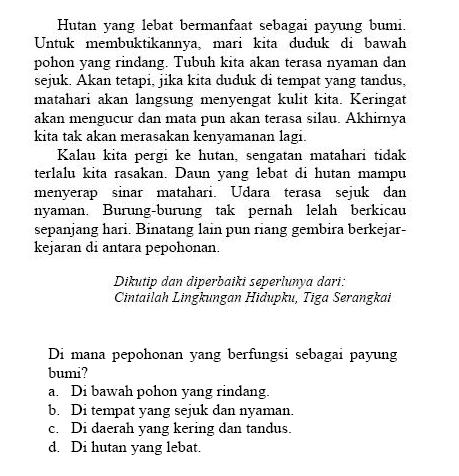 Hutan yang lebat bermanfaat sebagai payung bumi.
Untuk membuktikannya, mari kita duduk di bawah
pohon yang rindang. Tubuh kita akan terasa nyaman dan
sejuk. Akan tetapi, jika kita duduk di tempat yang tandus,
matahari akan langsung menyengat kulit kita. Keringat
akan mengucur dan mata pun akan terasa silau. Akhirnya
kita tak akan merasakan kenyamanan lagi.
Kalau kita pergi ke hutan, sengatan matahari tidak
terlalu kita rasakan. Daun yang lebat di hutan mampu
menyerap sinar matahari. Udara terasa sejuk dan
nyaman. Burung-burung tak pernah lelah berkicau
sepanjang hari. Binatang lain pun riang gembira berkejar-
kejaran di antara pepohonan.
Dikutip dan diperbaiki seperlunya dari:
Cintailah Lingkungan Hidupku, Tiga Serangkai
Di mana pepohonan yang berfungsi sebagai payung
bumi?
a. Di bawah pohon yang rindang.
b. Di tempat yang sejuk dan nyaman.
c. Di daerah yang kering dan tandus.
d. Di hutan yang lebat.